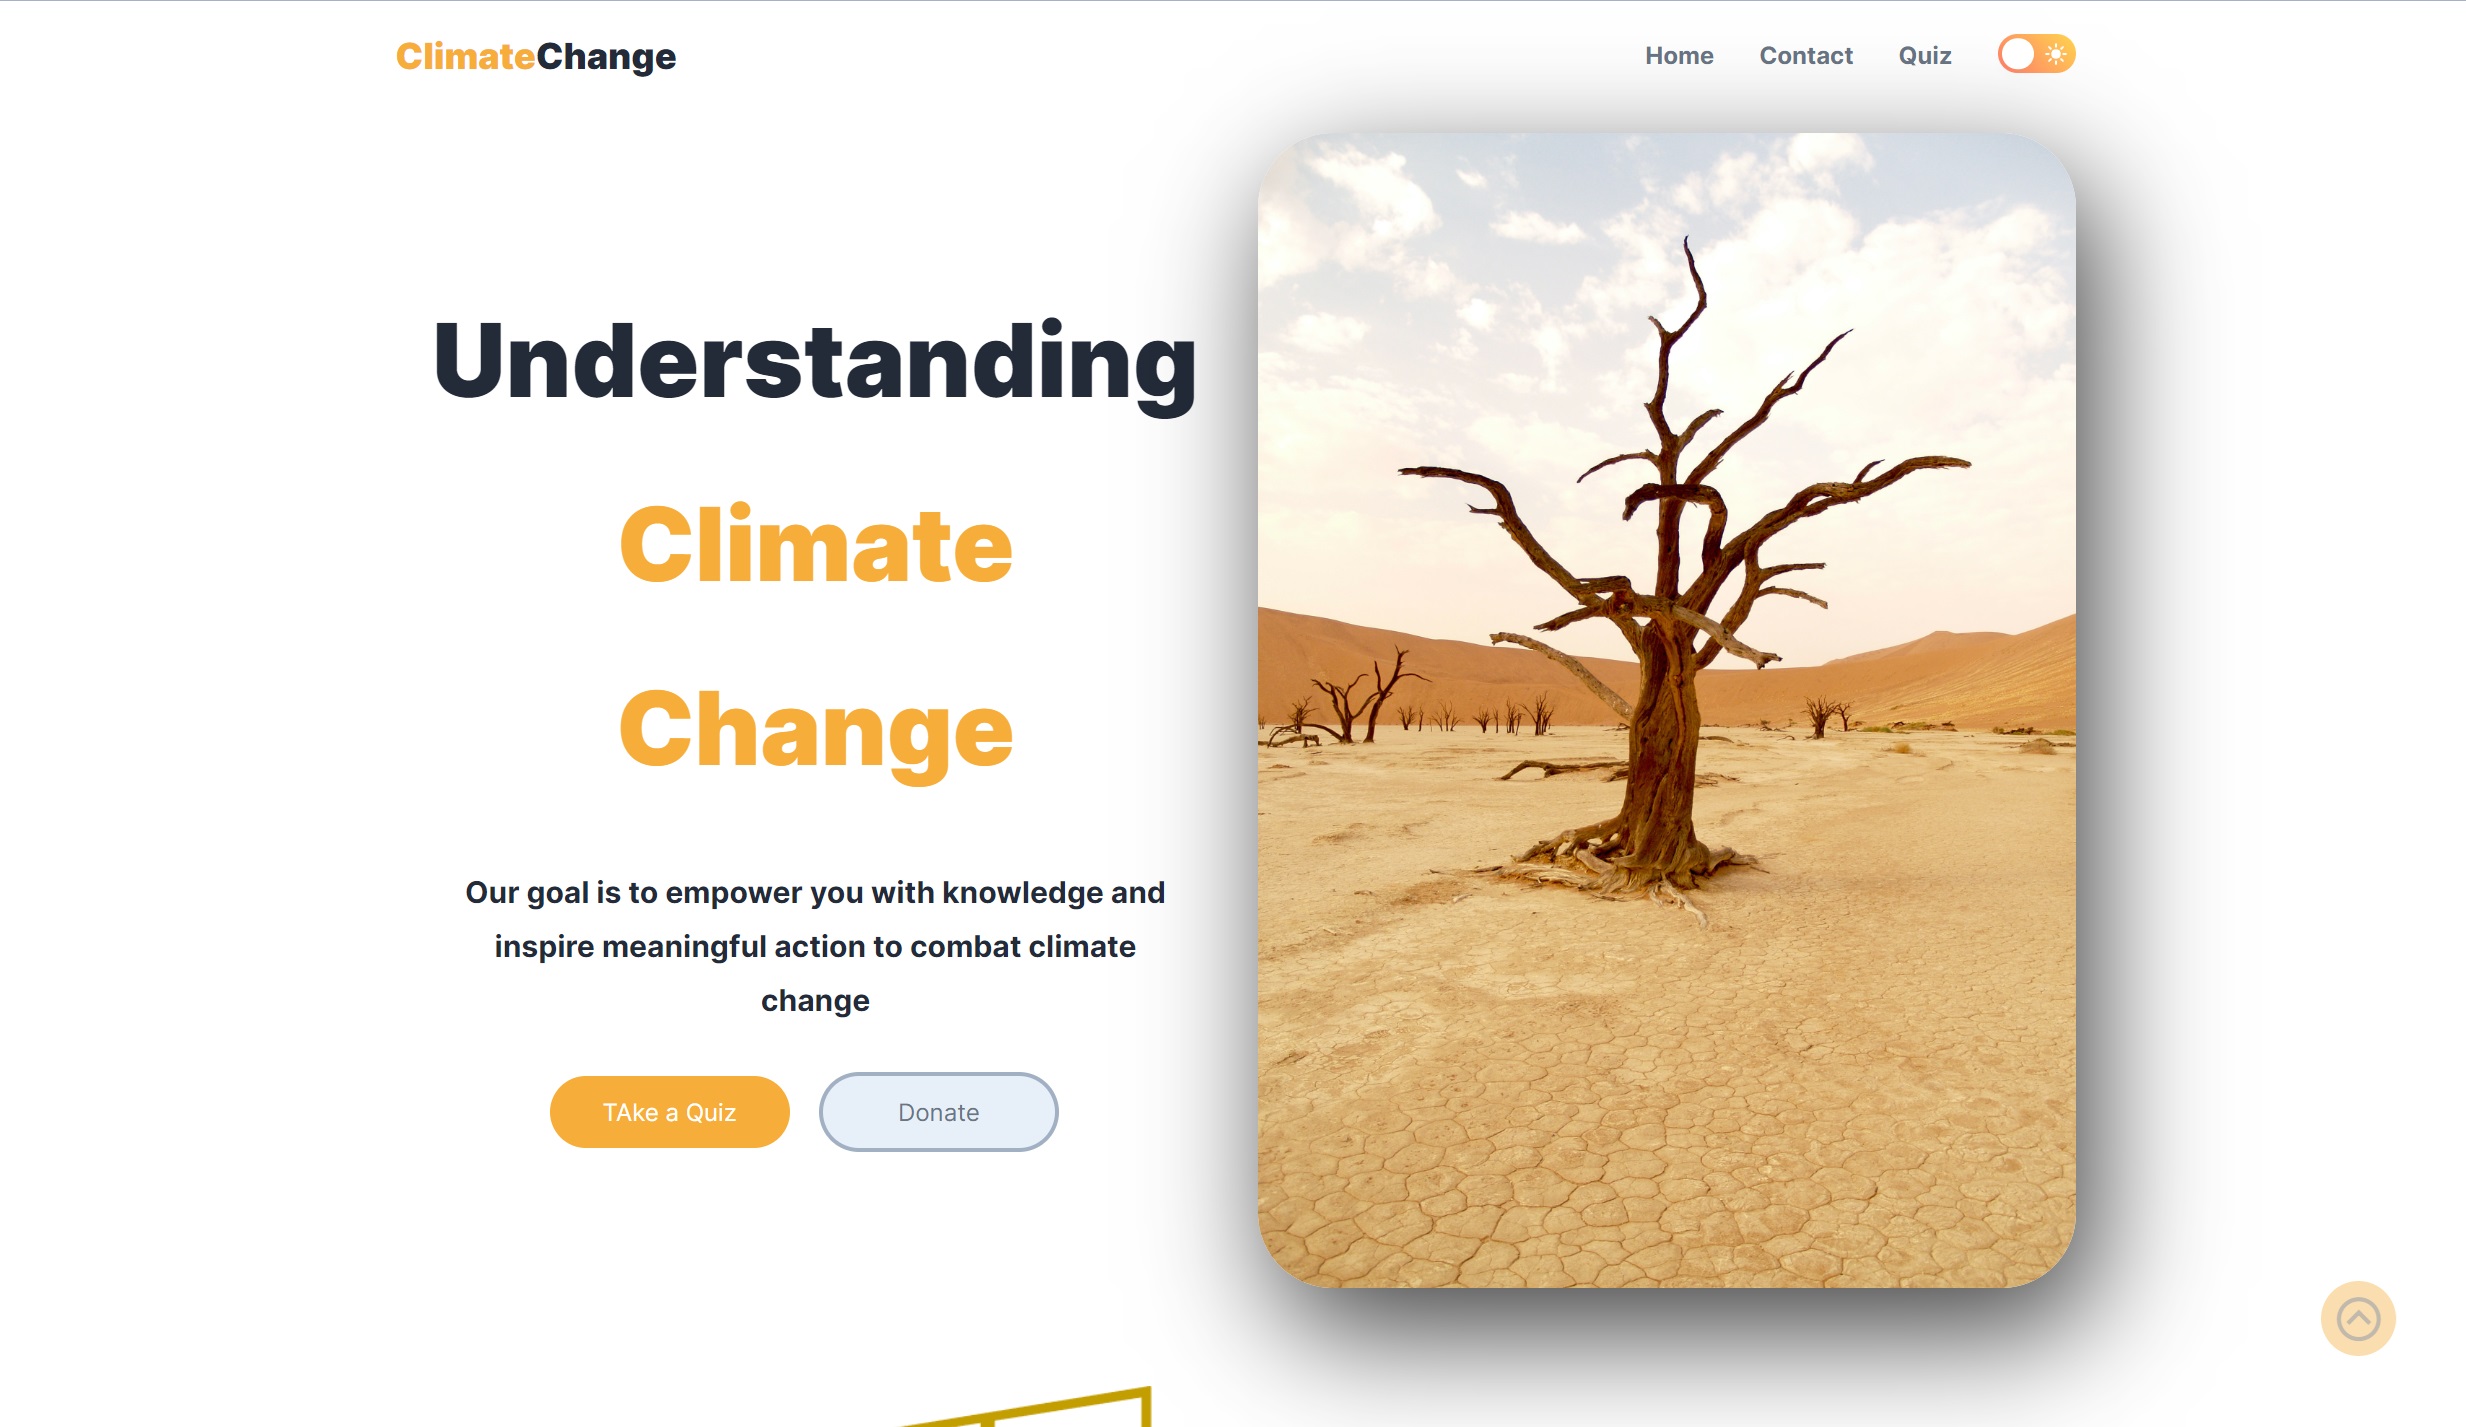 ClimateChange
Home Contact Quiz
Understanding
Climate
Change
Our goal is to empower you with knowledge and
inspire meaningful action to combat climate
change
TAke a Quiz
Donate